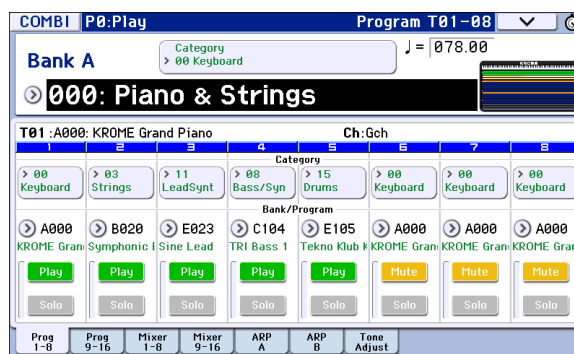 COMBI P0:Play Program T01-08
Bank A
Category
> 00 Keyboard
♩= 078.00
KROME
000: Piano & Strings
T01 :A000: KROME Grand Piano Ch:Gch
1 2 3 4 5 6 7 8
Category
> 00 > 03 > 11 > 08 > 15 > 00 > 00 > 00
Keyboard Strings LeadSynt Bass/Syn Drums Keyboard Keyboard Keyboard
Bank/Program
A000 B020 E023 C104 E105 A000 A000 A000
KROME Gran Symphonic Sine Lead TRI Bass 1 Tekno Klub KROME Gran KROME Gran KROME Gran
Play Play Play Play Play Mute Mute Mute
Solo Solo Solo Solo Solo Solo Solo Solo
Prog 1-8 Prog 9-16 Mixer 1-8 Mixer 9-16 ARP A ARP B Tone Adjust